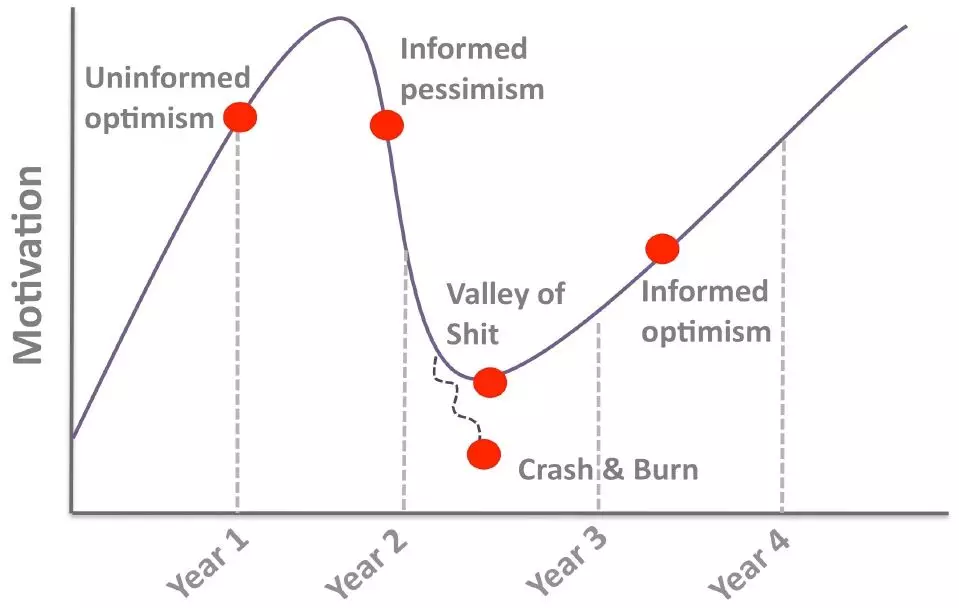 Uninformed
optimism
Informed
pessimism
Motivation
Valley of
Shit
Informed
optimism
Crash & Burn
Year 1
Year 2
Year 3
Year 4